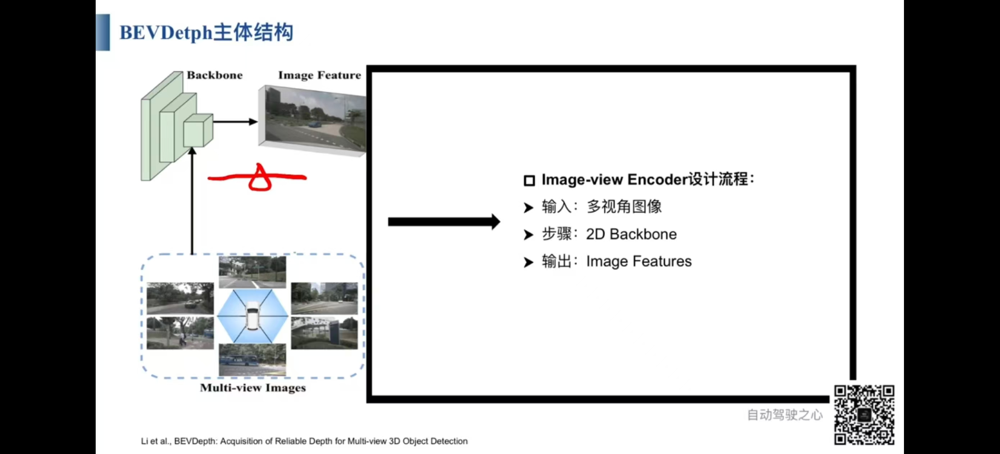 BEVDetph主体结构
Backbone
Image Feature
Multi-view Images
Image-view Encoder设计流程：
输入：多视角图像
步骤：2D Backbone
输出：Image Features
自动驾驶之心
Li et al., BEVDepth: Acquisition of Reliable Depth for Multi-view 3D Object Detection